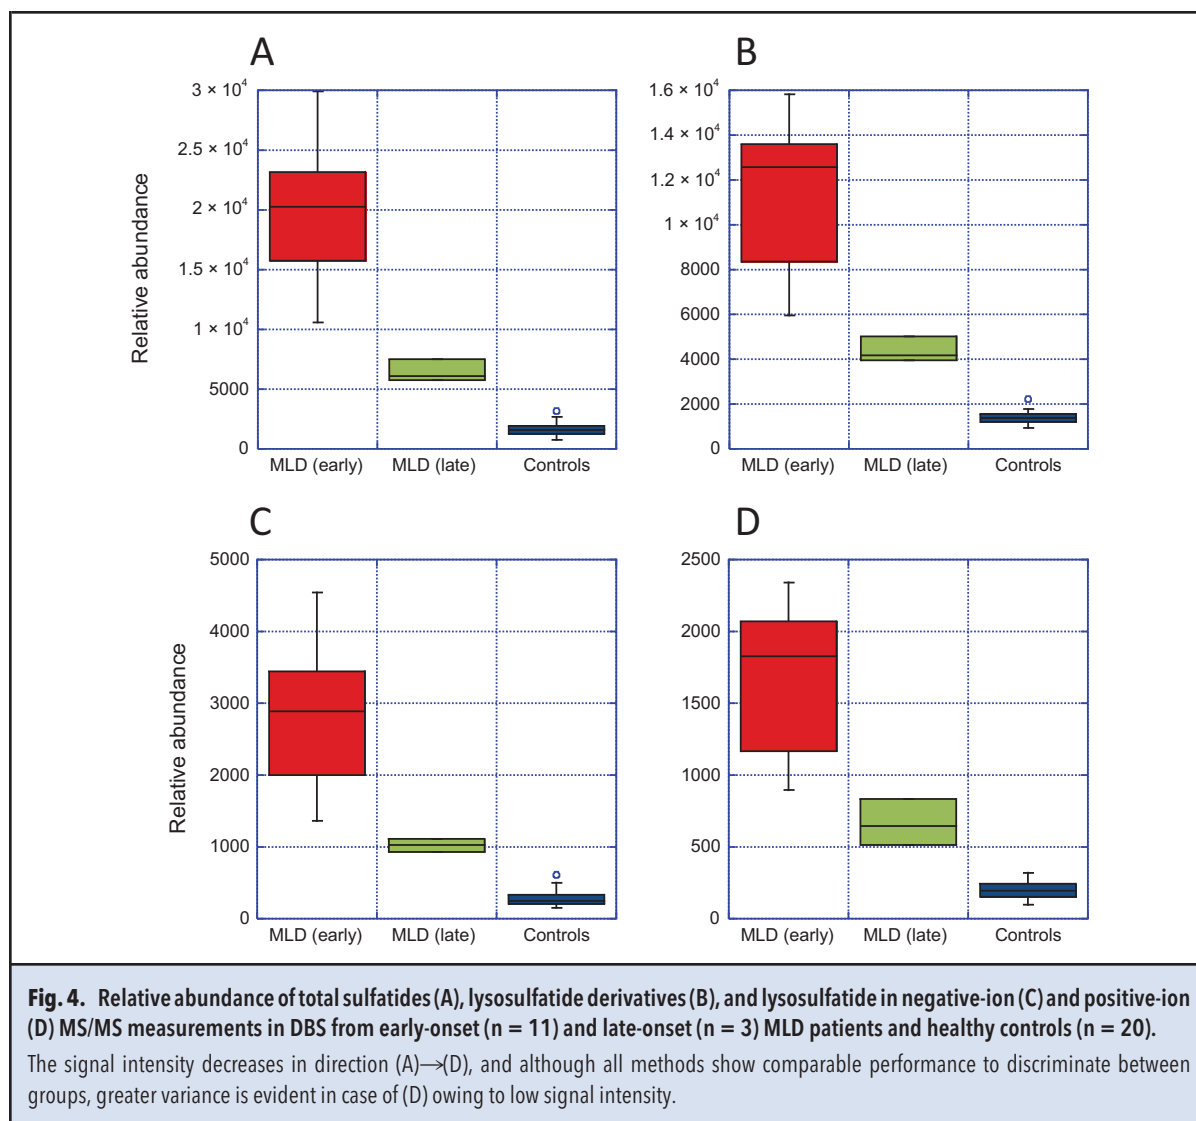 A
Relative abundance
3 × 10⁴
2.5 × 10⁴
2 × 10⁴
1.5 × 10⁴
1 × 10⁴
5000
0
MLD (early) MLD (late) Controls
B
1.6 × 10⁴
1.4 × 10⁴
1.2 × 10⁴
1 × 10⁴
8000
6000
4000
2000
0
MLD (early) MLD (late) Controls
C
Relative abundance
5000
4000
3000
2000
1000
0
MLD (early) MLD (late) Controls
D
2500
2000
1500
1000
500
0
MLD (early) MLD (late) Controls
Fig. 4. Relative abundance of total sulfatides (A), lysosulfatide derivatives (B), and lysosulfatide in negative-ion (C) and positive-ion
(D) MS/MS measurements in DBS from early-onset (n = 11) and late-onset (n = 3) MLD patients and healthy controls (n = 20).
The signal intensity decreases in direction (A)→(D), and although all methods show comparable performance to discriminate between
groups, greater variance is evident in case of (D) owing to low signal intensity.